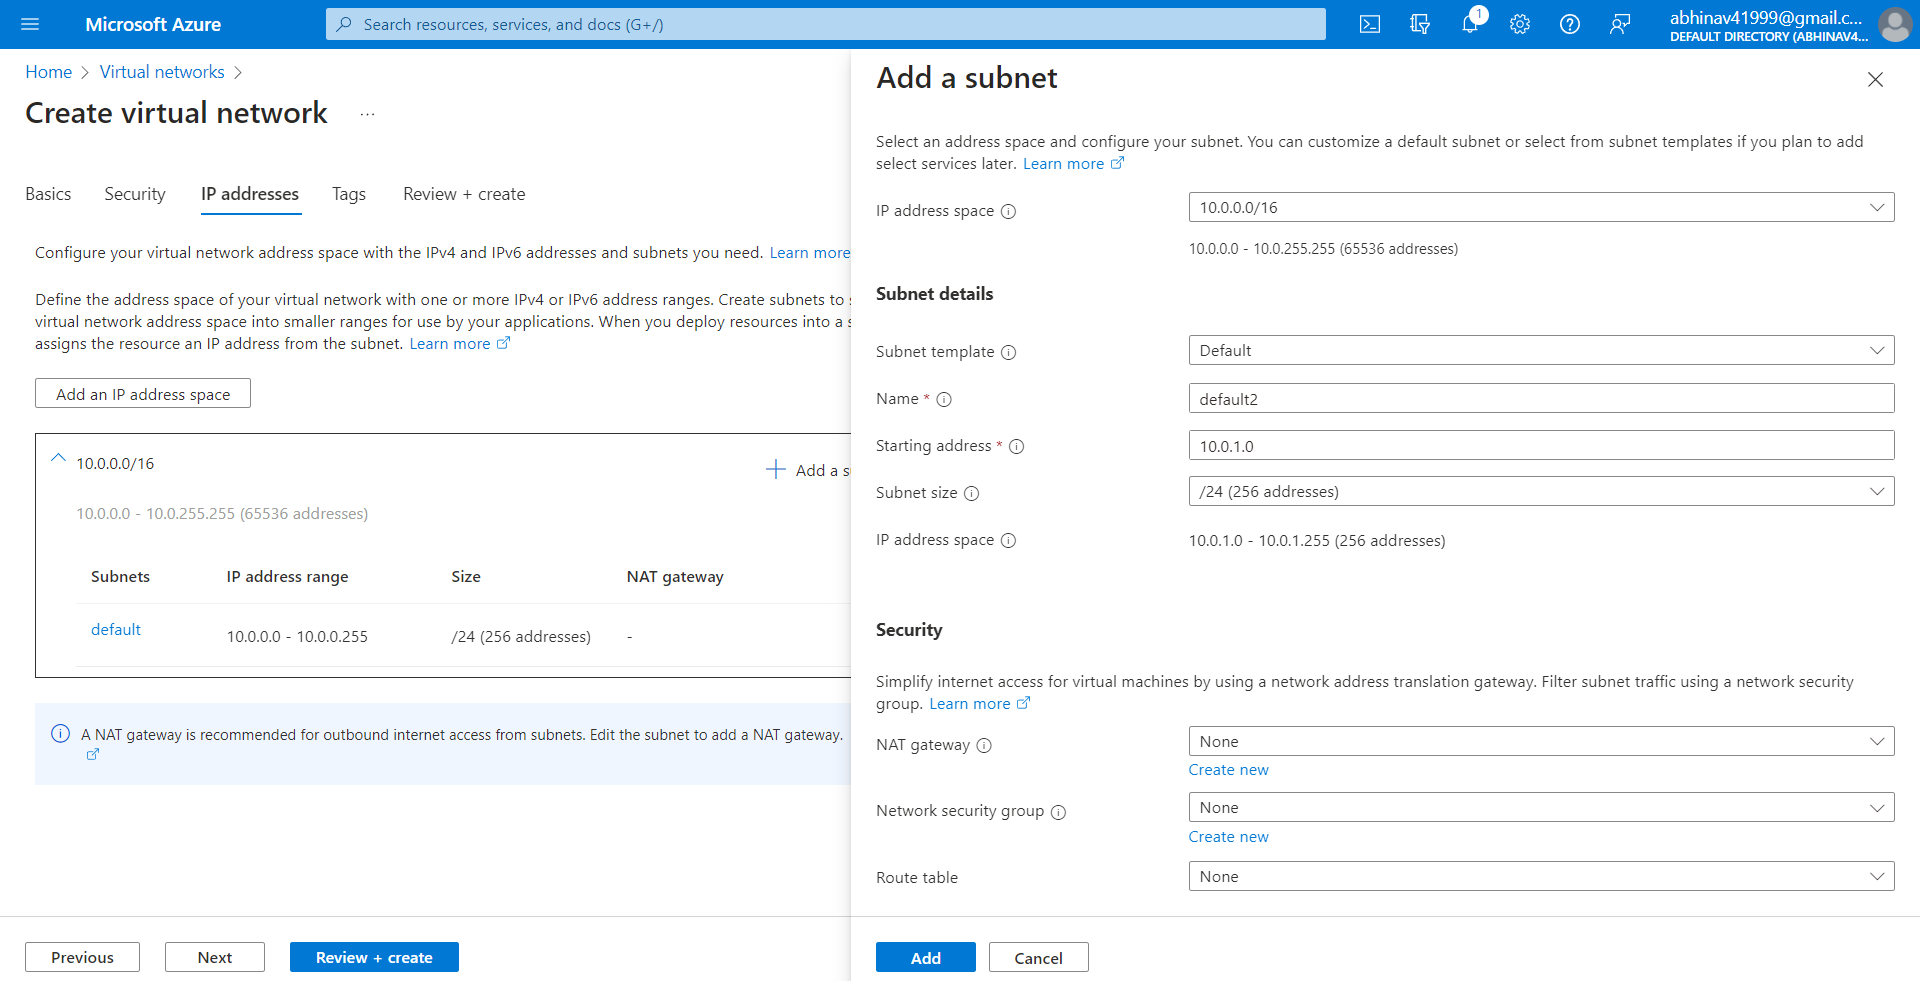 Microsoft Azure
Search resources, services, and docs (G+/)
1
abhinav41999@gmail.c...
DEFAULT DIRECTORY (ABHINAV4...
Home > Virtual networks >
Create virtual network ...
Basics Security IP addresses Tags Review + create
Configure your virtual network address space with the IPv4 and IPv6 addresses and subnets you need. Learn more
Define the address space of your virtual network with one or more IPv4 or IPv6 address ranges. Create subnets to s
virtual network address space into smaller ranges for use by your applications. When you deploy resources into a s
assigns the resource an IP address from the subnet. Learn more
Add an IP address space
10.0.0.0/16
Add a s
10.0.0.0 - 10.0.255.255 (65536 addresses)
Subnets IP address range Size NAT gateway
default 10.0.0.0 - 10.0.0.255 /24 (256 addresses) -
A NAT gateway is recommended for outbound internet access from subnets. Edit the subnet to add a NAT gateway.
Previous Next Review + create
Add a subnet
Select an address space and configure your subnet. You can customize a default subnet or select from subnet templates if you plan to add
select services later. Learn more
IP address space 10.0.0.0/16
10.0.0.0 - 10.0.255.255 (65536 addresses)
Subnet details
Subnet template Default
Name * default2
Starting address * 10.0.1.0
Subnet size /24 (256 addresses)
IP address space 10.0.1.0 - 10.0.1.255 (256 addresses)
Security
Simplify internet access for virtual machines by using a network address translation gateway. Filter subnet traffic using a network security
group. Learn more
NAT gateway None
Create new
Network security group None
Create new
Route table None
Add Cancel